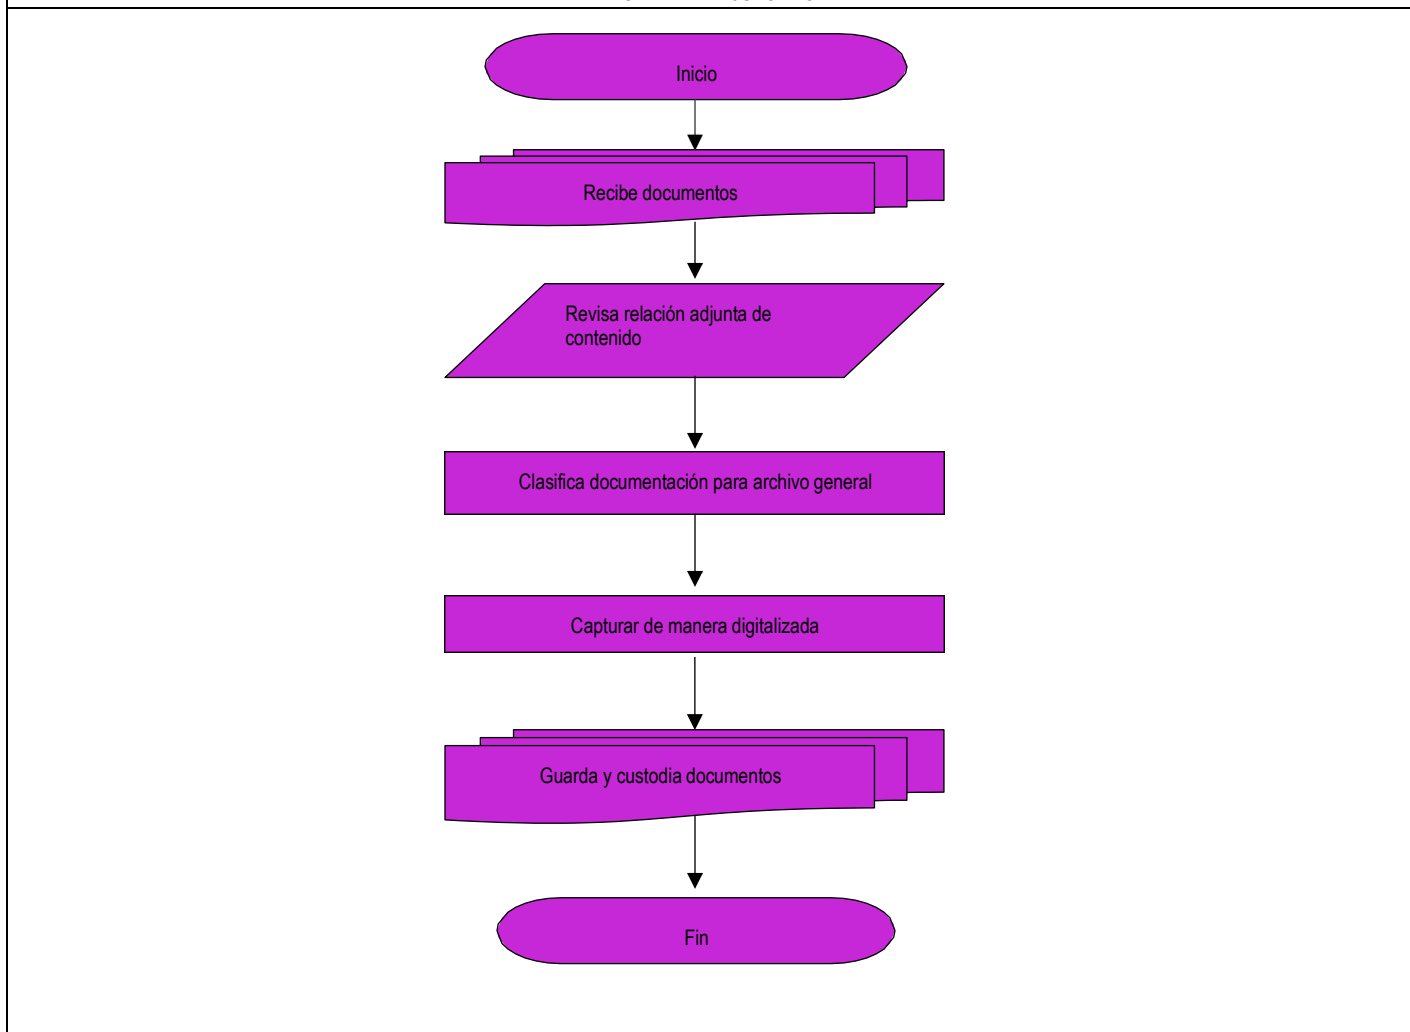 Inicio
Recibe documentos
Revisa relación adjunta de
contenido
Clasifica documentación para archivo general
Capturar de manera digitalizada
Guarda y custodia documentos
Fin